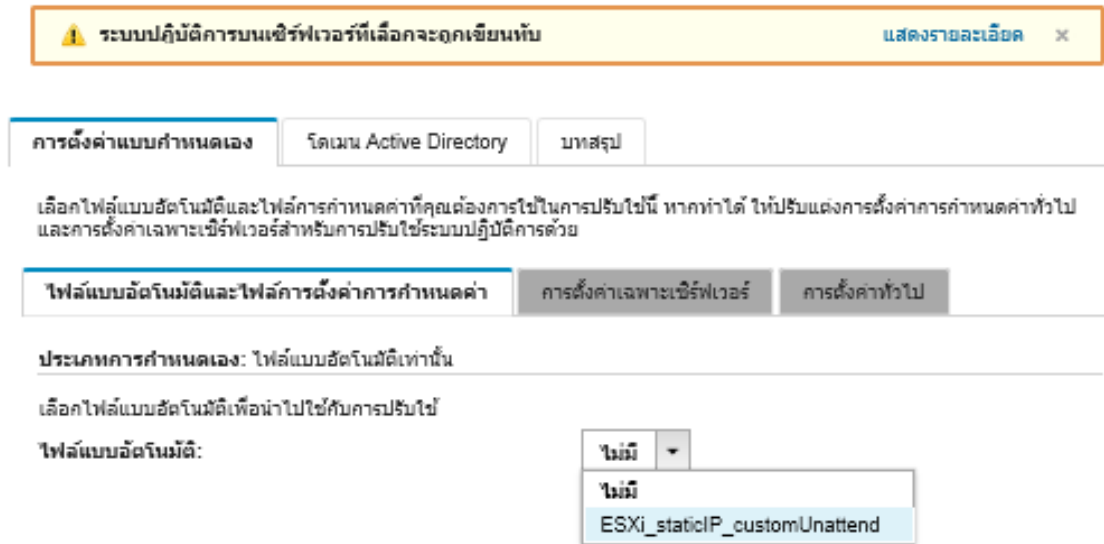 ระบบปฏิบัติการบนเซิร์ฟเวอร์ที่เลือกจะถูกเขียนทับ แสดงรายละเอียด ×
การตั้งค่าแบบกำหนดเอง โดเมน Active Directory บทสรุป
เลือกไฟล์แบบอัตโนมัติและไฟล์การกำหนดค่าที่คุณต้องการใช้ในการปรับใช้นี้ หากทำได้ ให้ปรับแต่งการตั้งค่าการกำหนดค่าทั่วไป
และการตั้งค่าเฉพาะเซิร์ฟเวอร์สำหรับการปรับใช้ระบบปฏิบัติการด้วย
ไฟล์แบบอัตโนมัติและไฟล์การตั้งค่าการกำหนดค่า การตั้งค่าเฉพาะเซิร์ฟเวอร์ การตั้งค่าทั่วไป
ประเภทการกำหนดเอง: ไฟล์แบบอัตโนมัติเท่านั้น
เลือกไฟล์แบบอัตโนมัติเพื่อนำไปใช้กับการปรับใช้
ไฟล์แบบอัตโนมัติ: ไม่มี
ไม่มี
ESXi_staticIP_customUnattend